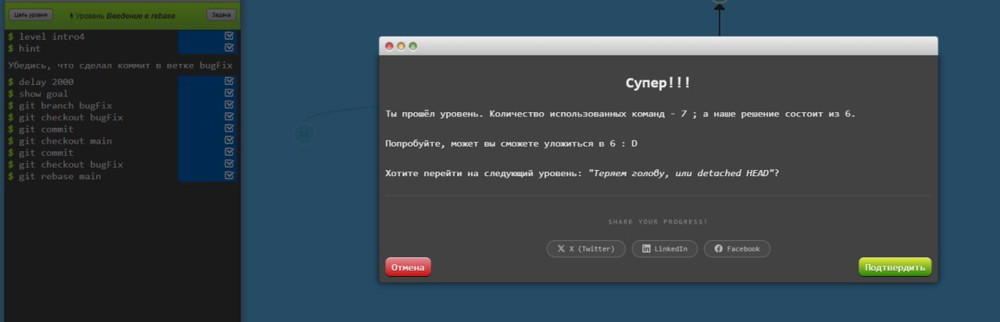 Цель уровня
Уровень Введение в rebase
Задача
$ level intro4
$ hint
Убедись, что сделал коммит в ветке bugFix
$ delay 2000
$ show goal
$ git branch bugFix
$ git checkout bugFix
$ git commit
$ git checkout main
$ git commit
$ git checkout bugFix
$ git rebase main
Супер!!!
Ты прошёл уровень. Количество использованных команд - 7 ; а наше решение состоит из 6.
Попробуйте, может вы сможете уложиться в 6 : D
Хотите перейти на следующий уровень: "Теряем голову, или detached HEAD"?
SHARE YOUR PROGRESS!
X (Twitter)
LinkedIn
Facebook
Отмена
Подтвердить